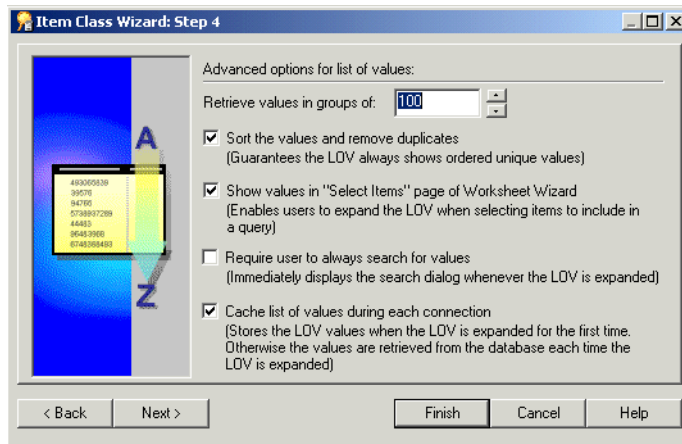 Item Class Wizard: Step 4
Advanced options for list of values:
Retrieve values in groups of: 100
Sort the values and remove duplicates
(Guarantees the LOV always shows ordered unique values)
Show values in "Select Items" page of Worksheet Wizard
(Enables users to expand the LOV when selecting items to include in
a query)
Require user to always search for values
(Immediately displays the search dialog whenever the LOV is expanded)
Cache list of values during each connection
(Stores the LOV values when the LOV is expanded for the first time.
Otherwise the values are retrieved from the database each time the
LOV is expanded)
A
39576
94766
44463
Z
< Back Next > Finish Cancel Help